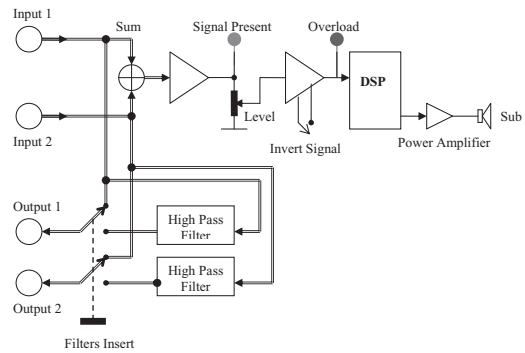 Input 1
Sum
Signal Present
Overload
DSP
Level
Input 2
Invert Signal
Power Amplifier
Sub
Output 1
High Pass
Filter
High Pass
Filter
Output 2
Filters Insert